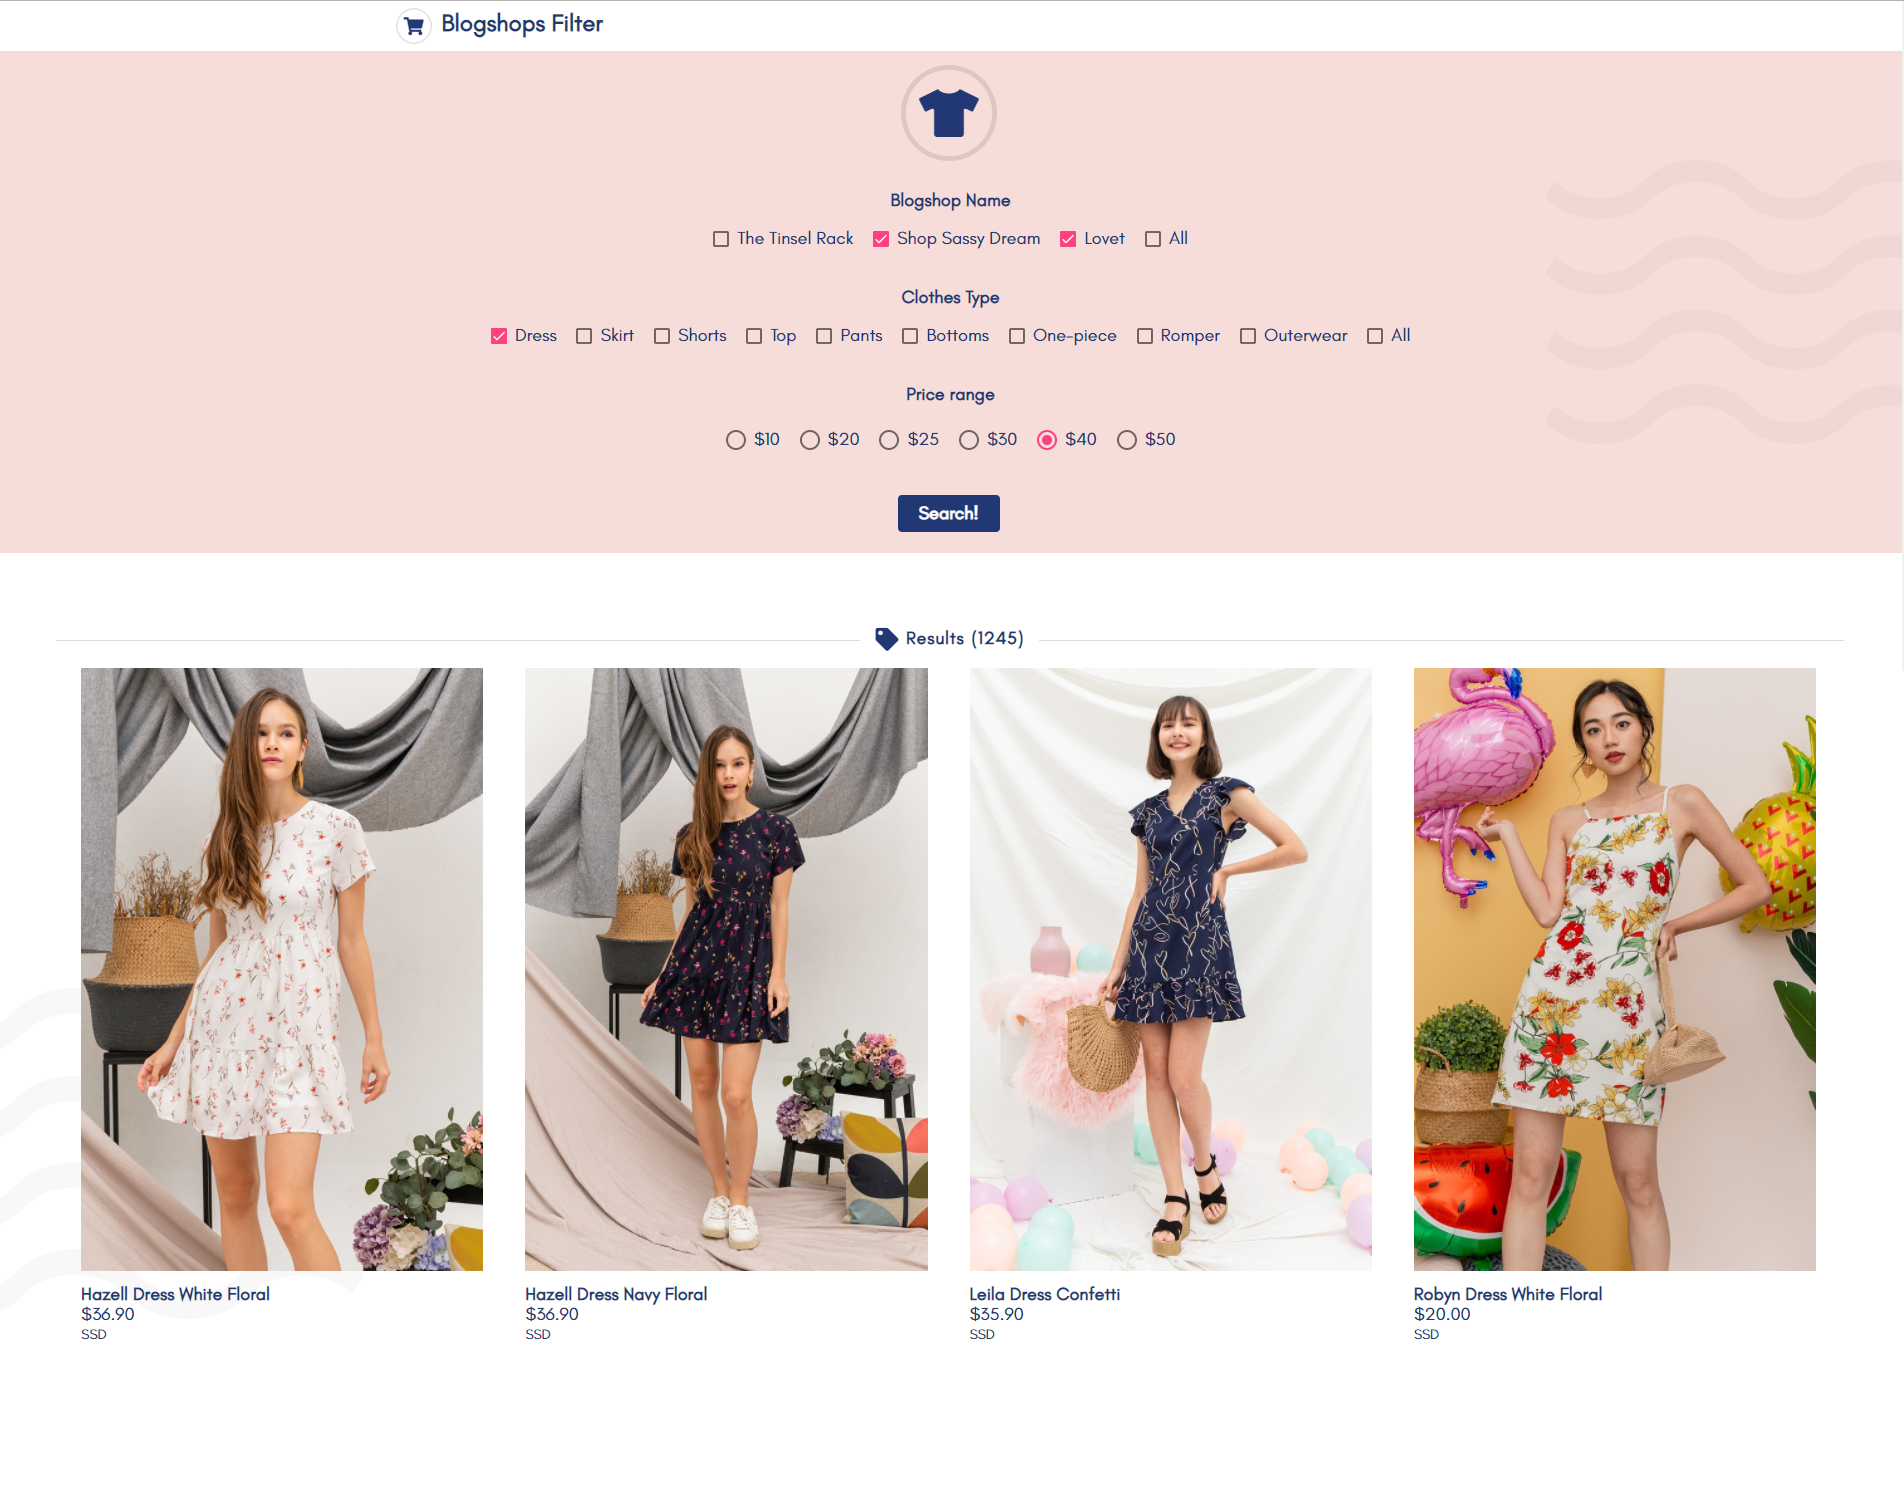 Blogshops Filter
Blogshop Name
The Tinsel Rack Shop Sassy Dream Lovet All
Clothes Type
Dress Skirt Shorts Top Pants Bottoms One-piece Romper Outerwear All
Price range
$10 $20 $25 $30 $40 $50
Search!
Results (1245)
Hazell Dress White Floral
$36.90
SSD
Hazell Dress Navy Floral
$36.90
SSD
Leila Dress Confetti
$35.90
SSD
Robyn Dress White Floral
$20.00
SSD